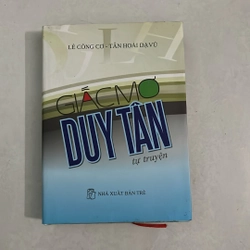 LÊ CÔNG CƠ - TẦN HOÀI DẠ VŨ
GIẤC MƠ
DUY TÂN
tự truyện
NHÀ XUẤT BẢN TRẺ